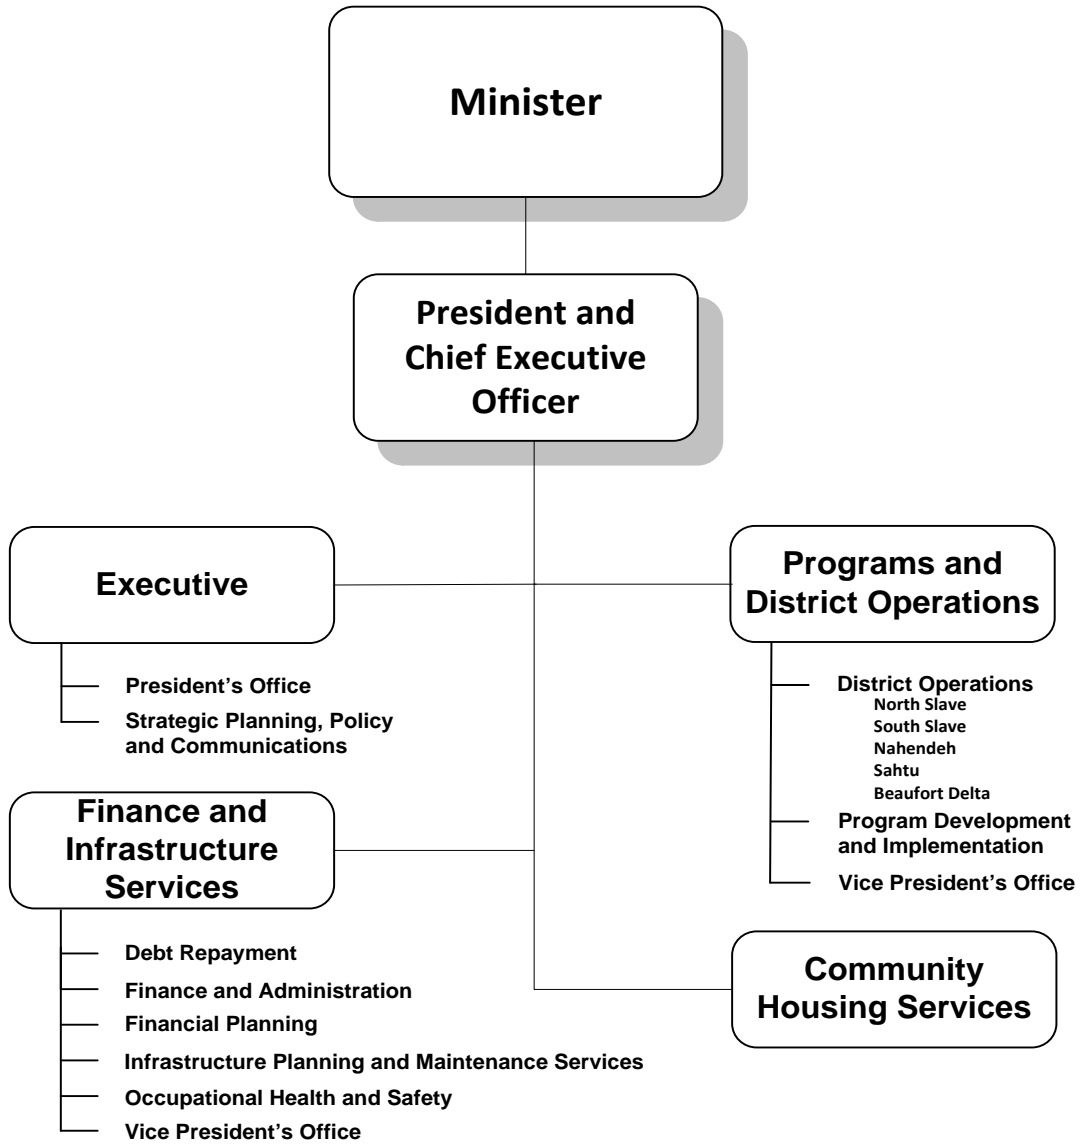 Minister
President and
Chief Executive
Officer
Executive
President's Office
Strategic Planning, Policy
and Communications
Programs and
District Operations
District Operations
North Slave
South Slave
Nahendeh
Sahtu
Beaufort Delta
Program Development
and Implementation
Vice President's Office
Finance and
Infrastructure
Services
Debt Repayment
Finance and Administration
Financial Planning
Infrastructure Planning and Maintenance Services
Occupational Health and Safety
Vice President's Office
Community
Housing Services